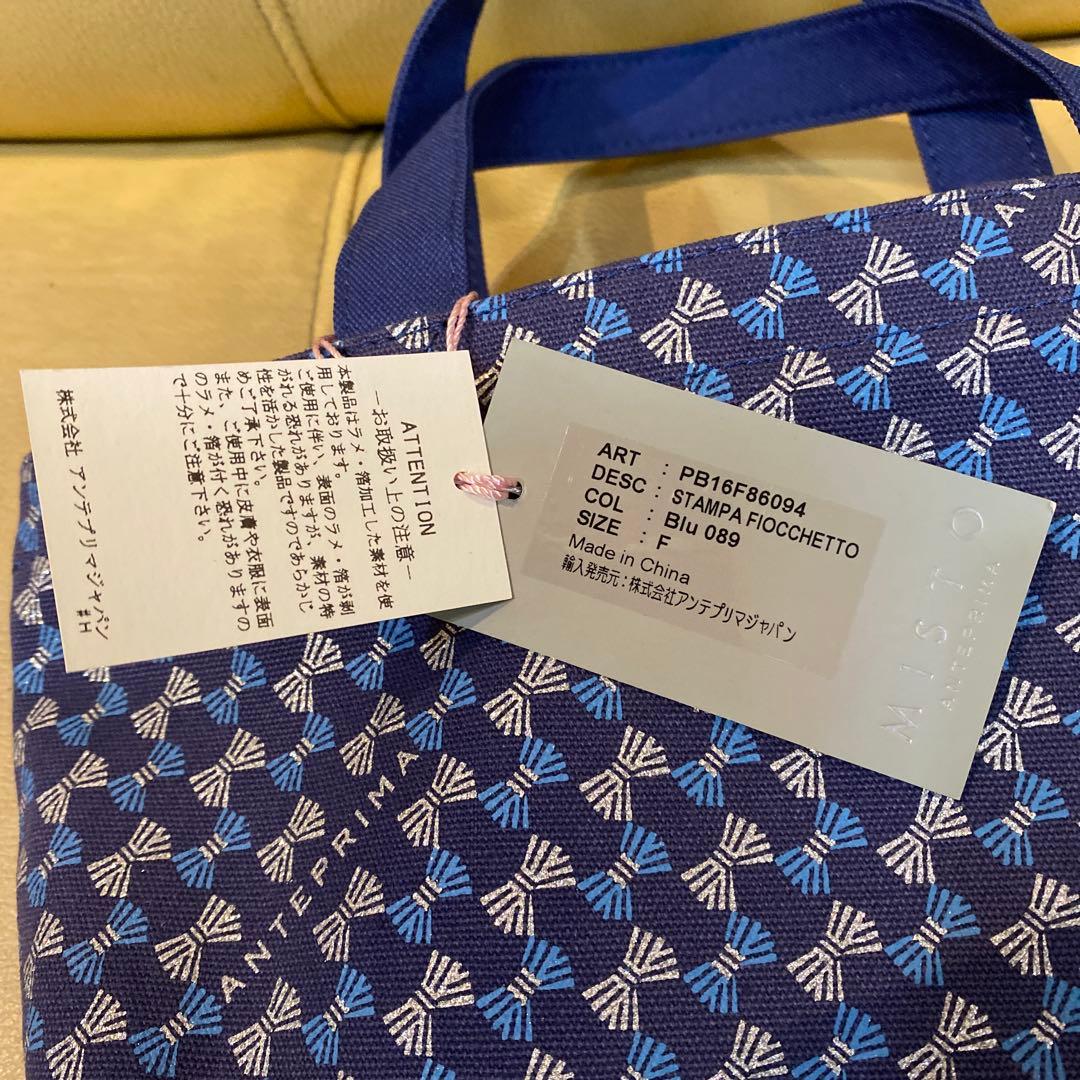 ATTENTION
―お取扱い上の注意―
本製品はラメ・箔加工した素材を使
用しております。
ご使用に伴い、表面のラメ・箔が剥
がれる恐れがありますが、素材の特
性を活かした製品ですのであらかじ
めご了承下さい。
また、ご使用中に皮膚や衣服に表面
のラメ・箔が付く恐れがありますの
で十分にご注意下さい。
株式会社 アンテプリマジャパン
#H
ART : PB16F86094
DESC : STAMPA FIOCCHETTO
COL : Blu 089
SIZE : F
Made in China
輸入発売元：株式会社アンテプリマジャパン
MISTO
ANTEPRIMA
ANTEPRIMA
AN